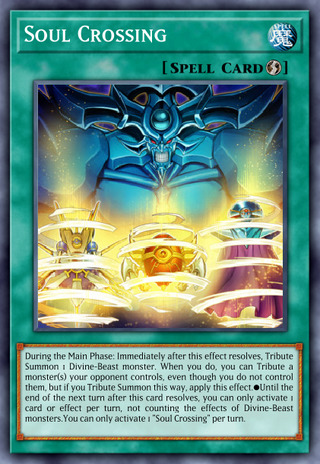 Soul Crossing
魔
[Spell Card]
During the Main Phase: Immediately after this effect resolves, Tribute
Summon 1 Divine-Beast monster. When you do, you can Tribute a
monster(s) your opponent controls, even though you do not control
them, but if you Tribute Summon this way, apply this effect.●Until the
end of the next turn after this card resolves, you can only activate 1
card or effect per turn, not counting the effects of Divine-Beast
monsters.You can only activate 1 "Soul Crossing" per turn.